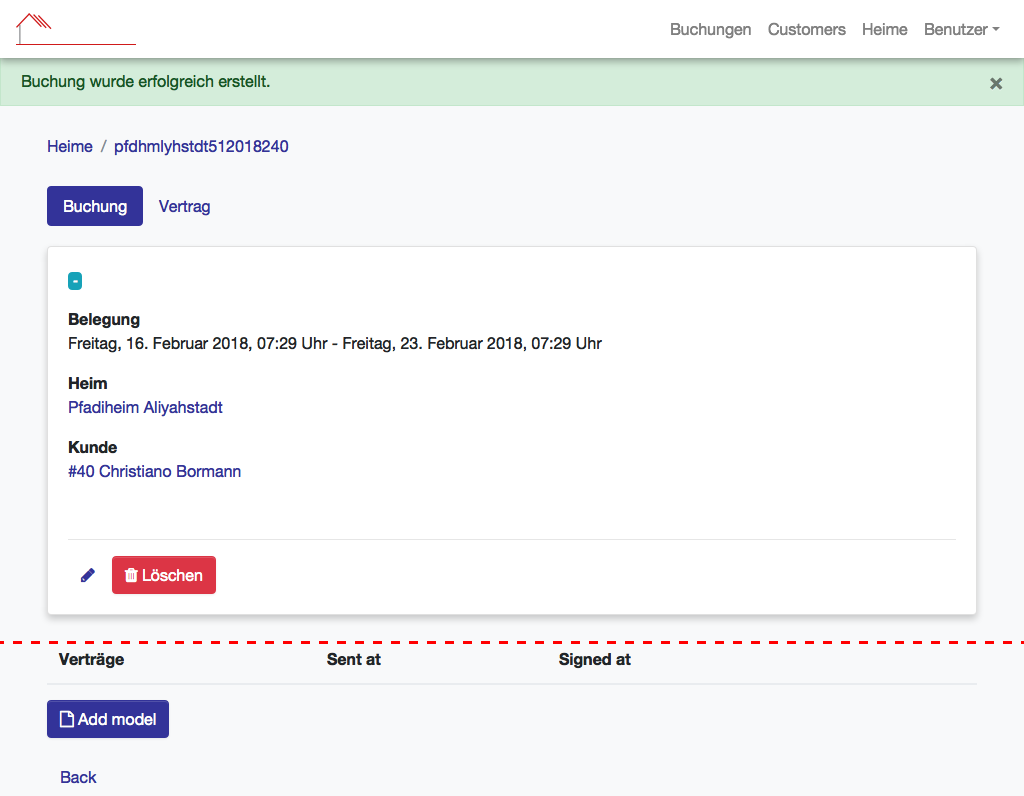 Buchungen Customers Heime Benutzer
Buchung wurde erfolgreich erstellt. ×
Heime / pfdhmlyhstdt512018240
Buchung Vertrag
-
Belegung
Freitag, 16. Februar 2018, 07:29 Uhr - Freitag, 23. Februar 2018, 07:29 Uhr
Heim
Pfadiheim Aliyahstadt
Kunde
#40 Christiano Bormann
Löschen
Verträge Sent at Signed at
Add model
Back